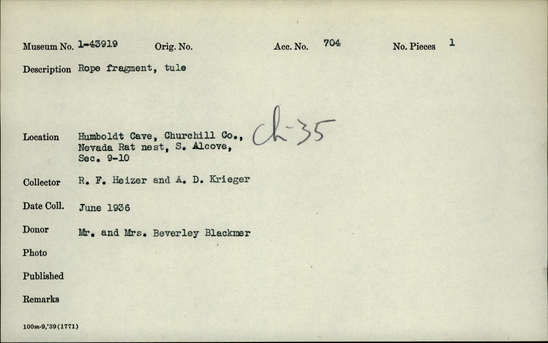 Museum No. 1-43919 Orig. No. Acc. No. 704 No. Pieces 1
Description Rope fragment, tule
Location Humboldt Cave, Churchill Co., Ch-35
Nevada Rat nest, S. Alcove,
Sec. 9-10
Collector R. F. Heizer and A. D. Krieger
Date Coll. June 1936
Donor Mr. and Mrs. Beverley Blackmer
Photo
Published
Remarks
100m-9,'39(1771)